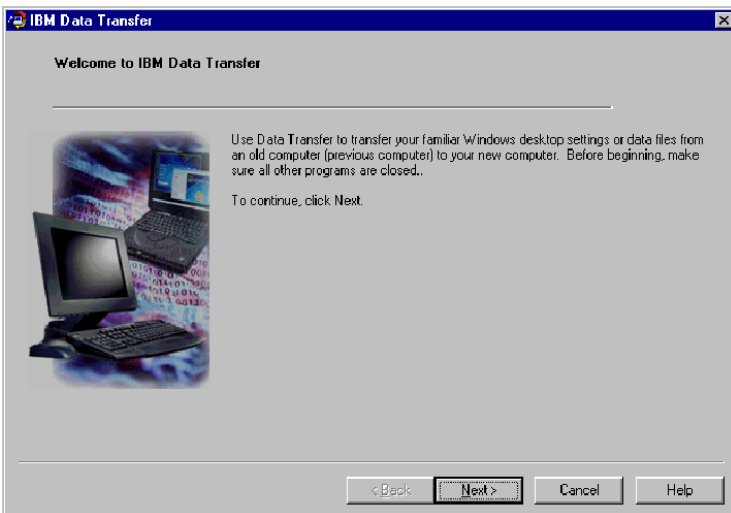 IBM Data Transfer
Welcome to IBM Data Transfer
Use Data Transfer to transfer your familiar Windows desktop settings or data files from
an old computer (previous computer) to your new computer. Before beginning, make
sure all other programs are closed..
To continue, click Next.
< Back
Next >
Cancel
Help